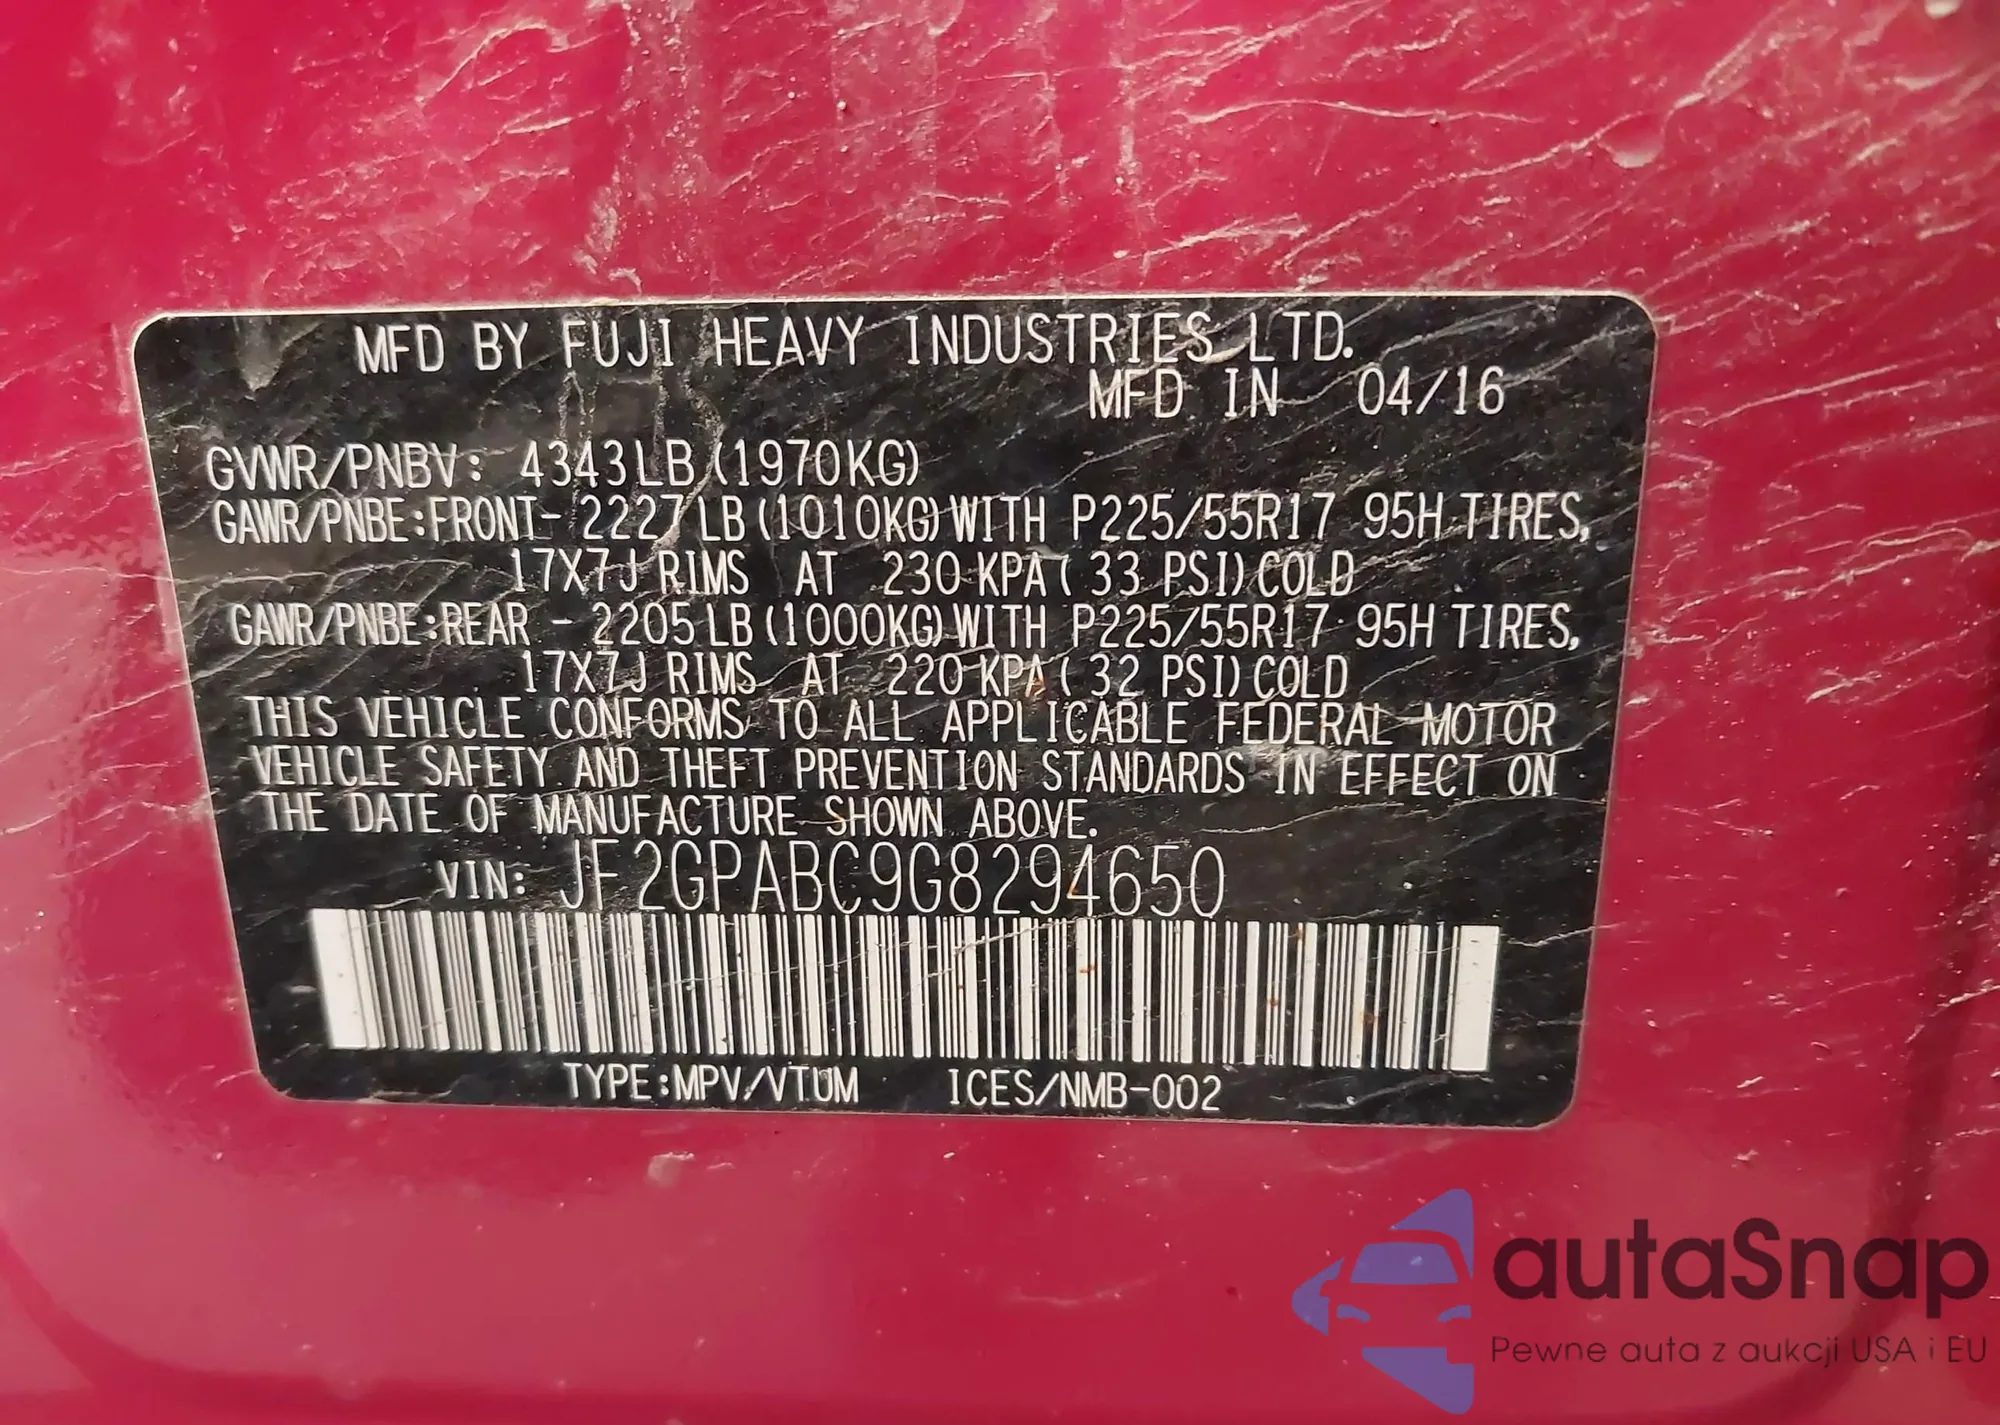 MFD BY FUJI HEAVY INDUSTRIES LTD.
MFD IN 04/16
GVWR/PNBV: 4343LB (1970KG)
GAWR/PNBE:FRONT- 2227LB (1010KG) WITH P225/55R17 95H TIRES,
17X7J RIMS AT 230 KPA ( 33 PSI) COLD
GAWR/PNBE:REAR - 2205LB (1000KG) WITH P225/55R17 95H TIRES,
17X7J RIMS AT 220 KPA ( 32 PSI) COLD
THIS VEHICLE CONFORMS TO ALL APPLICABLE FEDERAL MOTOR
VEHICLE SAFETY AND THEFT PREVENTION STANDARDS IN EFFECT ON
THE DATE OF MANUFACTURE SHOWN ABOVE.
VIN: JF2GPABC9G8294650
TYPE:MPV/VTUM ICES/NMB-002
autaSnap
Pewne auta z aukcji USA i EU